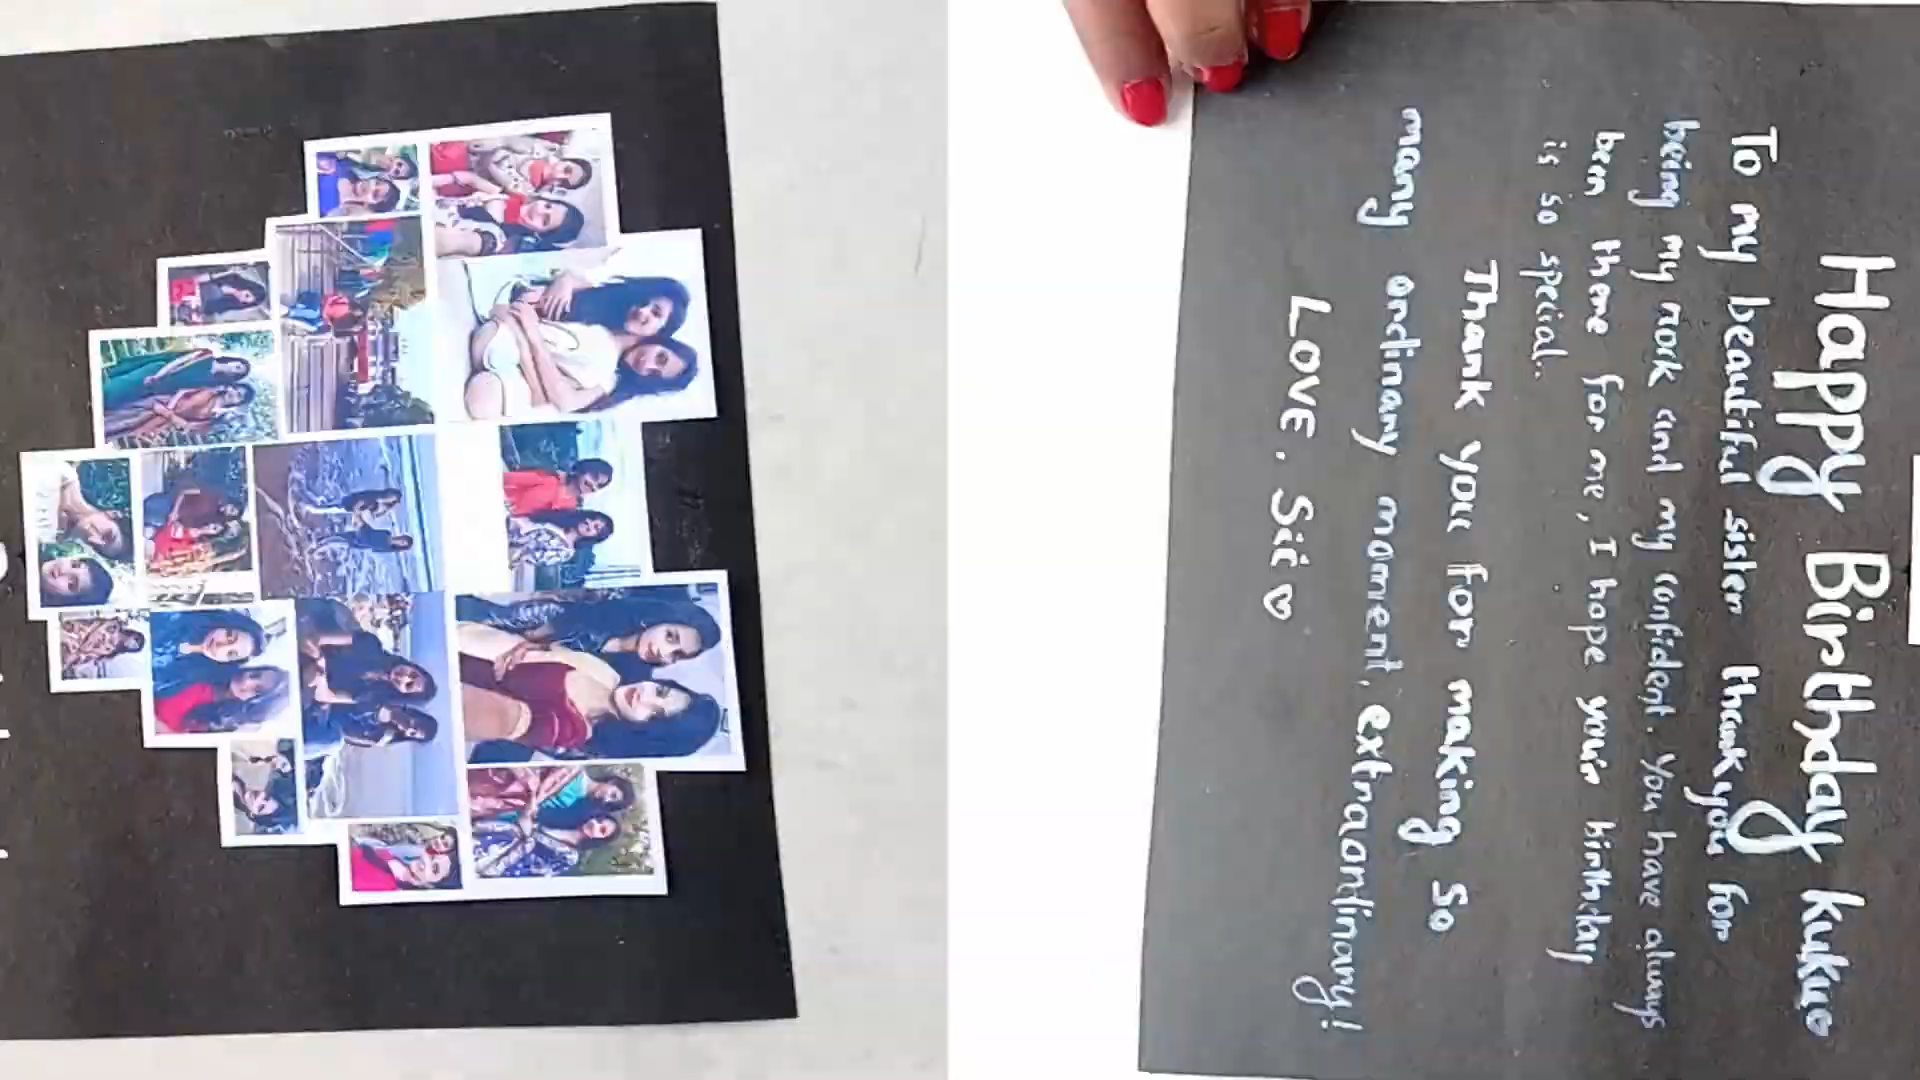 Happy Birthday kuku
To my beautiful sister thank you for
being my rock and my confident. You have always
been there for me, I hope your birthday
is so special..
Thank you for making so
many ordinary moment, extraordinary!
LOVE, Sis ♡